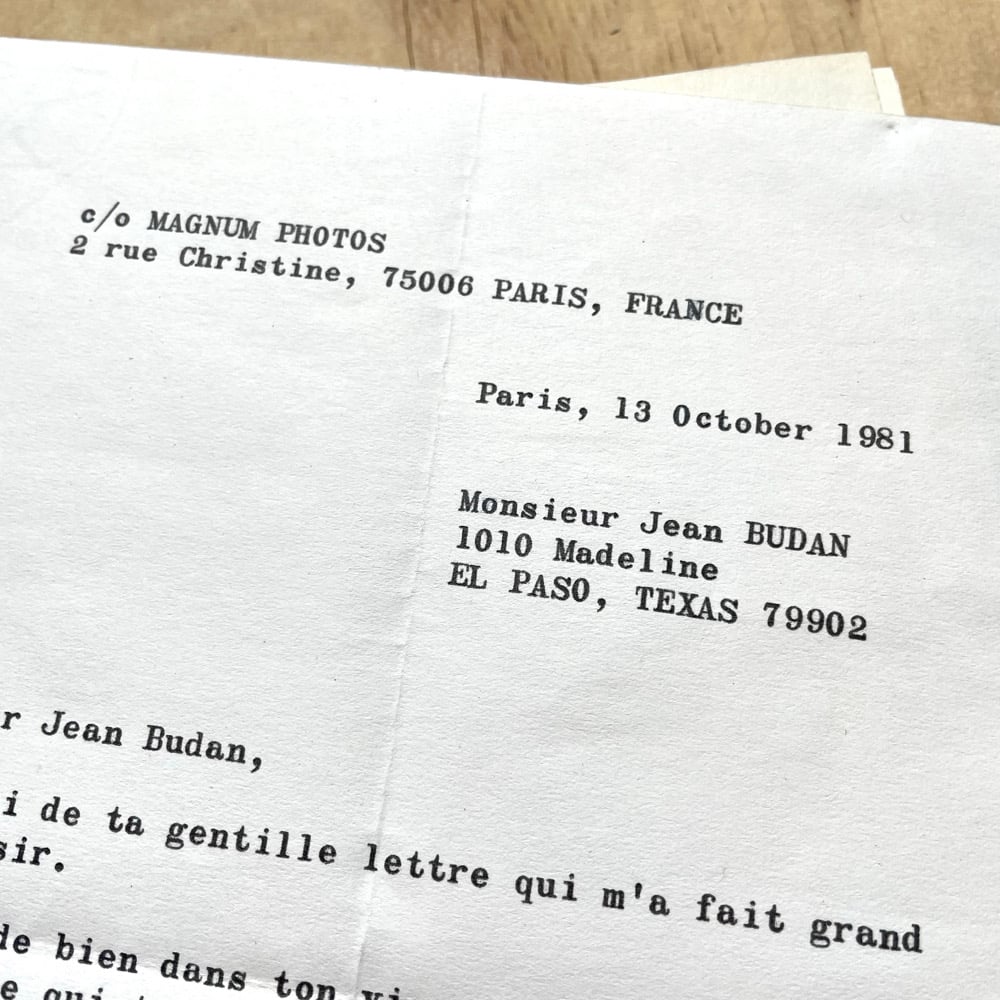 c/o MAGNUM PHOTOS
2 rue Christine, 75006 PARIS, FRANCE
Paris, 13 October 1981
Monsieur Jean BUDAN
1010 Madeline
EL PASO, TEXAS 79902
r Jean Budan,
i de ta gentille lettre qui m'a fait grand
sir.
de bien dans ton
e qui